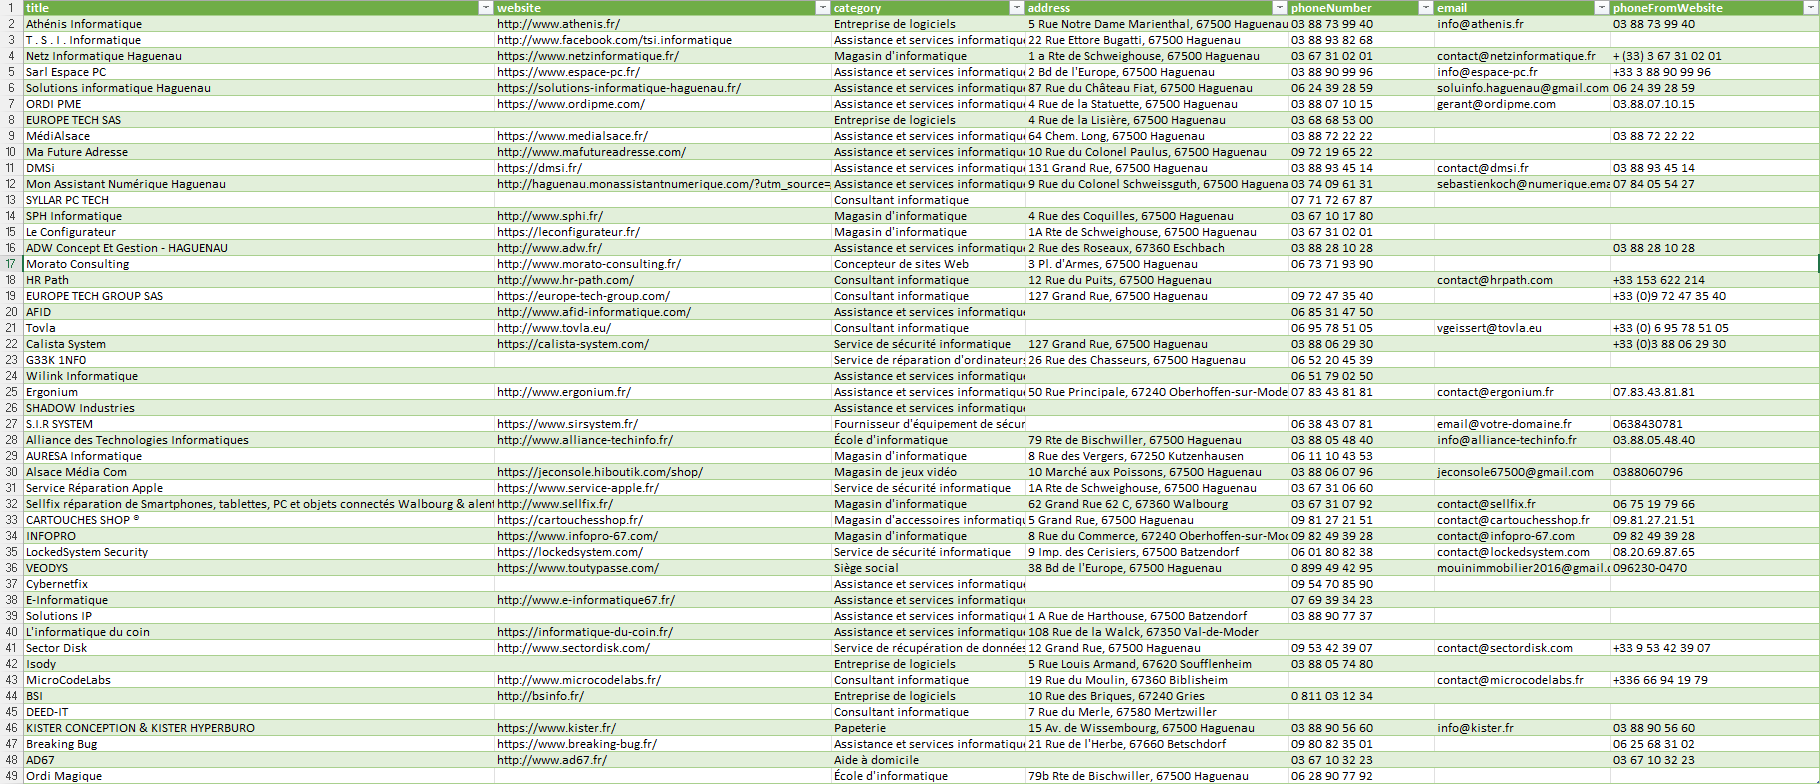 1 title website category address phoneNumber email phoneFromWebsite
2 Athénis Informatique http://www.athenis.fr/ Entreprise de logiciels 5 Rue Notre Dame Marienthal, 67500 Haguenau 03 88 73 99 40 info@athenis.fr 03 88 73 99 40
3 T . S . I . Informatique http://www.facebook.com/tsi.informatique Assistance et services informatique 22 Rue Ettore Bugatti, 67500 Haguenau 03 88 93 82 68
4 Netz Informatique Haguenau https://www.netzinformatique.fr/ Magasin d'informatique 1 a Rte de Schweighouse, 67500 Haguenau 03 67 31 02 01 contact@netzinformatique.fr + (33) 3 67 31 02 01
5 Sarl Espace PC https://www.espace-pc.fr/ Assistance et services informatique 2 Bd de l'Europe, 67500 Haguenau 03 88 90 99 96 info@espace-pc.fr +33 3 88 90 99 96
6 Solutions informatique Haguenau https://solutions-informatique-haguenau.fr/ Assistance et services informatique 87 Rue du Château Fiat, 67500 Haguenau 06 24 39 28 59 soluinfo.haguenau@gmail.com 06 24 39 28 59
7 ORDI PME https://www.ordipme.com/ Assistance et services informatique 4 Rue de la Statuette, 67500 Haguenau 03 88 07 10 15 gerant@ordipme.com 03.88.07.10.15
8 EUROPE TECH SAS Entreprise de logiciels 4 Rue de la Lisière, 67500 Haguenau 03 68 68 53 00
9 MédiAlsace https://www.medialsace.fr/ Assistance et services informatique 64 Chem. Long, 67500 Haguenau 03 88 72 22 22 03 88 72 22 22
10 Ma Future Adresse http://www.mafutureadresse.com/ Assistance et services informatique 10 Rue du Colonel Paulus, 67500 Haguenau 09 72 19 65 22
11 DMSi https://dmsi.fr/ Assistance et services informatique 131 Grand Rue, 67500 Haguenau 03 88 93 45 14 contact@dmsi.fr 03 88 93 45 14
12 Mon Assistant Numérique Haguenau http://haguenau.monassistantnumerique.com/?utm_source= Assistance et services informatique 9 Rue du Colonel Schweissguth, 67500 Haguena 03 74 09 61 31 sebastienkoch@numerique.ema 07 84 05 54 27
13 SYLLAR PC TECH Consultant informatique 07 71 72 67 87
14 SPH Informatique http://www.sphi.fr/ Magasin d'informatique 4 Rue des Coquilles, 67500 Haguenau 03 67 10 17 80
15 Le Configurateur https://leconfigurateur.fr/ Magasin d'informatique 1A Rte de Schweighouse, 67500 Haguenau 03 67 31 02 01
16 ADW Concept Et Gestion - HAGUENAU http://www.adw.fr/ Assistance et services informatique 2 Rue des Roseaux, 67360 Eschbach 03 88 28 10 28 03 88 28 10 28
17 Morato Consulting http://www.morato-consulting.fr/ Concepteur de sites Web 3 Pl. d'Armes, 67500 Haguenau 06 73 71 93 90
18 HR Path http://www.hr-path.com/ Consultant informatique 12 Rue du Puits, 67500 Haguenau contact@hrpath.com +33 153 622 214
19 EUROPE TECH GROUP SAS https://europe-tech-group.com/ Consultant informatique 127 Grand Rue, 67500 Haguenau 09 72 47 35 40 +33 (0)9 72 47 35 40
20 AFID http://www.afid-informatique.com/ Assistance et services informatique 06 85 31 47 50
21 Tovla http://www.tovla.eu/ Consultant informatique 06 95 78 51 05 vgeissert@tovla.eu +33 (0) 6 95 78 51 05
22 Calista System https://calista-system.com/ Service de sécurité informatique 127 Grand Rue, 67500 Haguenau 03 88 06 29 30 +33 (0)3 88 06 29 30
23 G33K 1NF0 Service de réparation d'ordinateurs 26 Rue des Chasseurs, 67500 Haguenau 06 52 20 45 39
24 Wilink Informatique Assistance et services informatique 06 51 79 02 50
25 Ergonium http://www.ergonium.fr/ Assistance et services informatique 50 Rue Principale, 67240 Oberhoffen-sur-Mode 07 83 43 81 81 contact@ergonium.fr 07.83.43.81.81
26 SHADOW Industries Assistance et services informatique
27 S.I.R SYSTEM https://www.sirsystem.fr/ Fournisseur d'équipement de sécur 06 38 43 07 81 email@votre-domaine.fr 0638430781
28 Alliance des Technologies Informatiques http://www.alliance-techinfo.fr/ École d'informatique 79 Rte de Bischwiller, 67500 Haguenau 03 88 05 48 40 info@alliance-techinfo.fr 03.88.05.48.40
29 AURESA Informatique Magasin d'informatique 8 Rue des Vergers, 67250 Kutzenhausen 06 11 10 43 53
30 Alsace Média Com https://jeconsole.hiboutik.com/shop/ Magasin de jeux vidéo 10 Marché aux Poissons, 67500 Haguenau 03 88 06 07 96 jeconsole67500@gmail.com 0388060796
31 Service Réparation Apple https://www.service-apple.fr/ Service de sécurité informatique 1A Rte de Schweighouse, 67500 Haguenau 03 67 31 06 60
32 Sellfix réparation de Smartphones, tablettes, PC et objets connectés Walbourg & alent http://www.sellfix.fr/ Magasin d'informatique 62 Grand Rue 62 C, 67360 Walbourg 03 67 31 07 92 contact@sellfix.fr 06 75 19 79 66
33 CARTOUCHES SHOP ® https://cartouchesshop.fr/ Magasin d'accessoires informatiqu 5 Grand Rue, 67500 Haguenau 09 81 27 21 51 contact@cartouchesshop.fr 09.81.27.21.51
34 INFOPRO https://www.infopro-67.com/ Magasin d'informatique 8 Rue du Commerce, 67240 Oberhoffen-sur-Moc 09 82 49 39 28 contact@infopro-67.com 09 82 49 39 28
35 LockedSystem Security https://lockedsystem.com/ Service de sécurité informatique 9 Imp. des Cerisiers, 67500 Batzendorf 06 01 80 82 38 contact@lockedsystem.com 08.20.69.87.65
36 VEODYS https://www.toutypasse.com/ Siège social 38 Bd de l'Europe, 67500 Haguenau 0 899 49 42 95 mouinimmobilier2016@gmail.c 096230-0470
37 Cybernetfix Assistance et services informatique 09 54 70 85 90
38 E-Informatique http://www.e-informatique67.fr/ Assistance et services informatique 07 69 39 34 23
39 Solutions IP Assistance et services informatique 1 A Rue de Harthouse, 67500 Batzendorf 03 88 90 77 37
40 L'informatique du coin https://informatique-du-coin.fr/ Assistance et services informatique 108 Rue de la Walck, 67350 Val-de-Moder
41 Sector Disk https://www.sectordisk.com/ Service de récupération de données 12 Grand Rue, 67500 Haguenau 09 53 42 39 07 contact@sectordisk.com +33 9 53 42 39 07
42 Isody Entreprise de logiciels 5 Rue Louis Armand, 67620 Soufflenheim 03 88 05 74 80
43 MicroCodeLabs http://www.microcodelabs.fr/ Consultant informatique 19 Rue du Moulin, 67360 Biblisheim contact@microcodelabs.fr +336 66 94 19 79
44 BSI http://bsinfo.fr/ Entreprise de logiciels 10 Rue des Briques, 67240 Gries 0 811 03 12 34
45 DEED-IT Consultant informatique 7 Rue du Merle, 67580 Mertzwiller
46 KISTER CONCEPTION & KISTER HYPERBURO https://www.kister.fr/ Papeterie 15 Av. de Wissembourg, 67500 Haguenau 03 88 90 56 60 info@kister.fr 03 88 90 56 60
47 Breaking Bug https://www.breaking-bug.fr/ Assistance et services informatique 21 Rue de l'Herbe, 67660 Betschdorf 09 80 82 35 01 06 25 68 31 02
48 AD67 http://www.ad67.fr/ Aide à domicile 03 67 10 32 23 03 67 10 32 23
49 Ordi Magique École d'informatique 79b Rte de Bischwiller, 67500 Haguenau 06 28 90 77 92